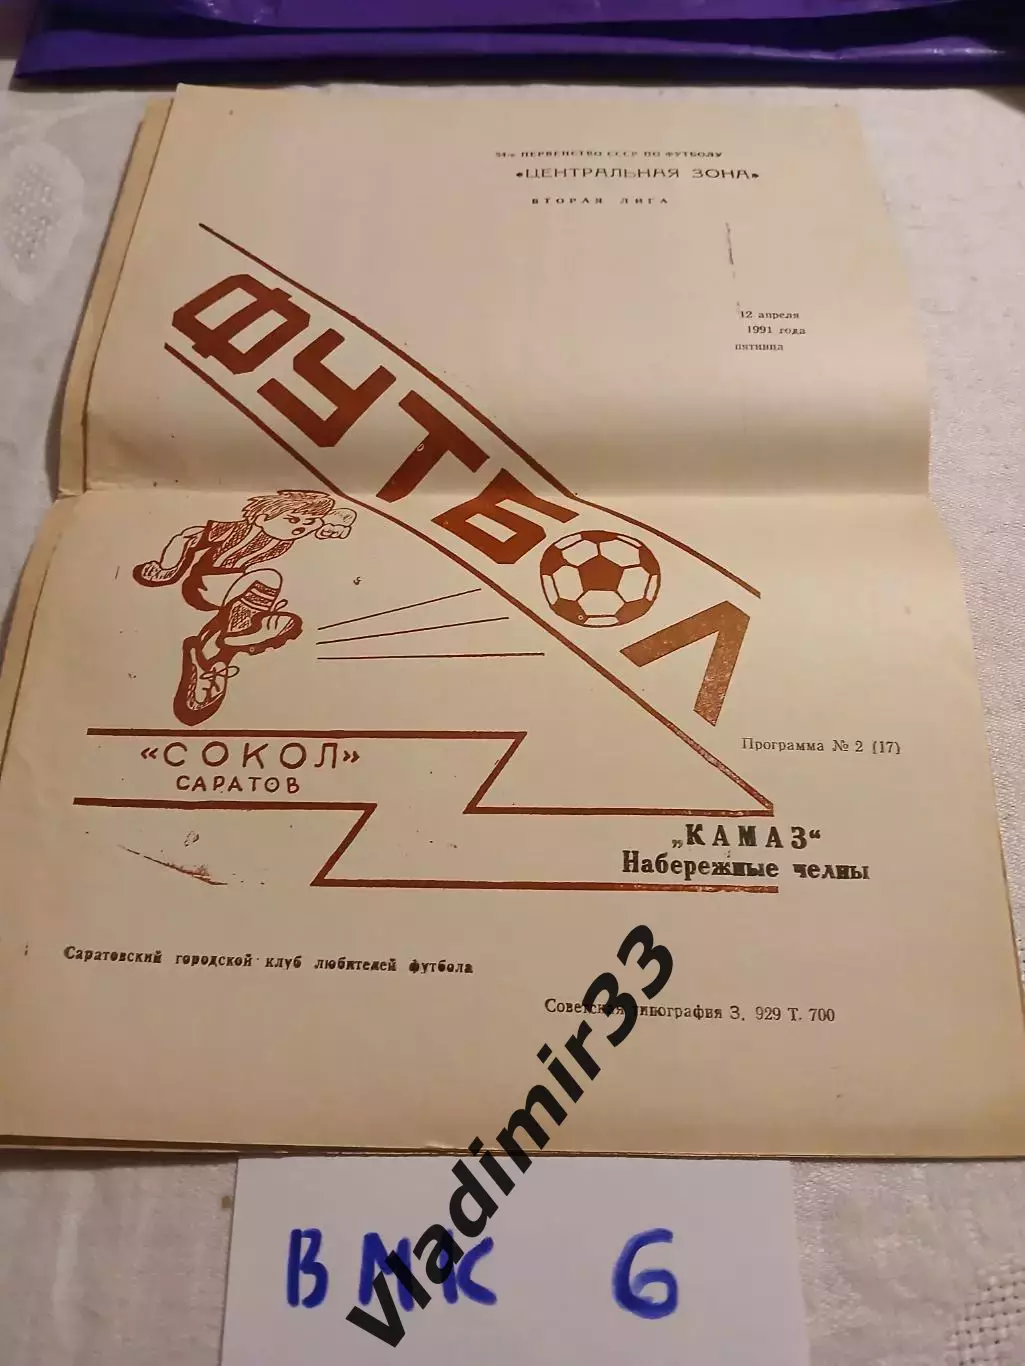 54-е ПЕРВЕНСТВО СССР ПО ФУТБОЛУ
«ЦЕНТРАЛЬНАЯ ЗОНА»
ВТОРАЯ ЛИГА
12 апреля
1991 года
пятница
ФУТБОЛ
Программа № 2 (17)
«СОКОЛ»
САРАТОВ
„КАМАЗ“
Набережные челны
Саратовский городской клуб любителей футбола
Советская типография З. 929 Т. 700
vladimir33
ВМК 6